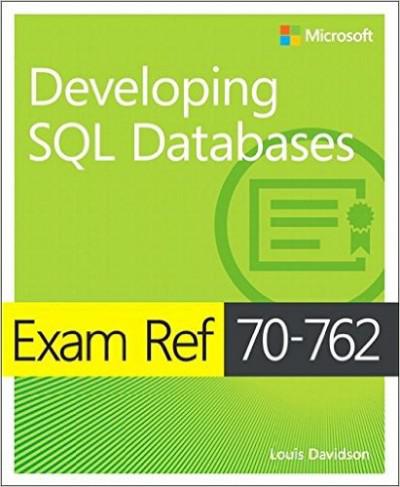 Microsoft
Developing
SQL Databases
Exam Ref 70-762
Louis Davidson